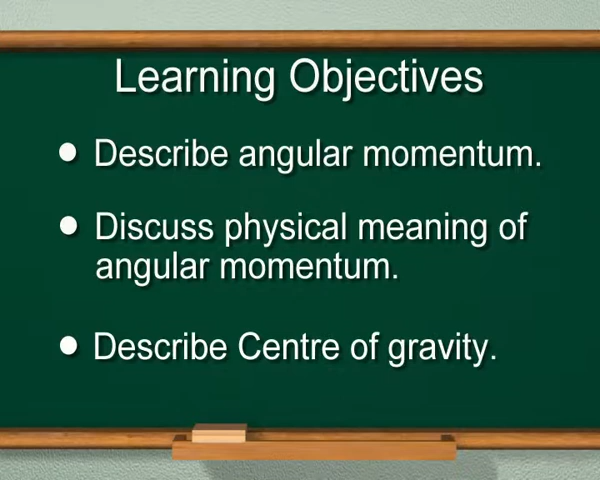 Learning Objectives
• Describe angular momentum.
• Discuss physical meaning of
angular momentum.
• Describe Centre of gravity.